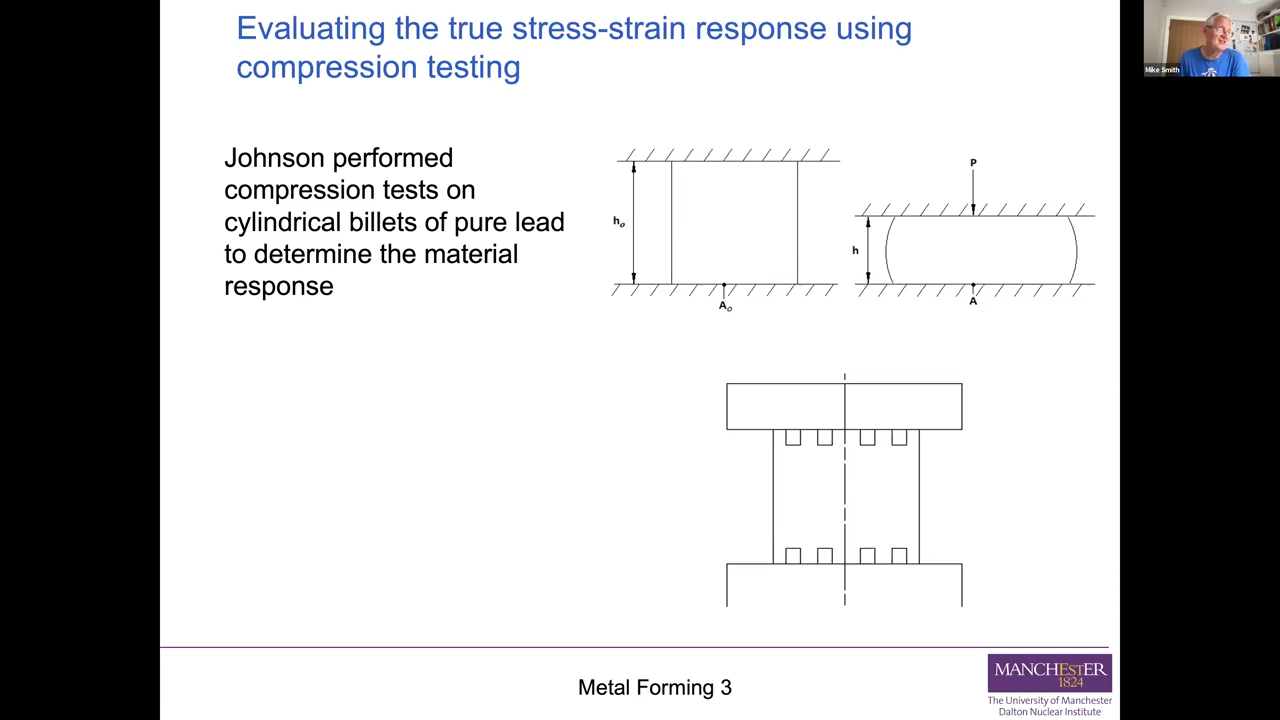 Evaluating the true stress-strain response using
compression testing
Mike Smith
Johnson performed
compression tests on
cylindrical billets of pure lead
to determine the material
response
P
hₒ
h
Aₒ
A
Metal Forming 3
MANCHESTER
1824
The University of Manchester
Dalton Nuclear Institute